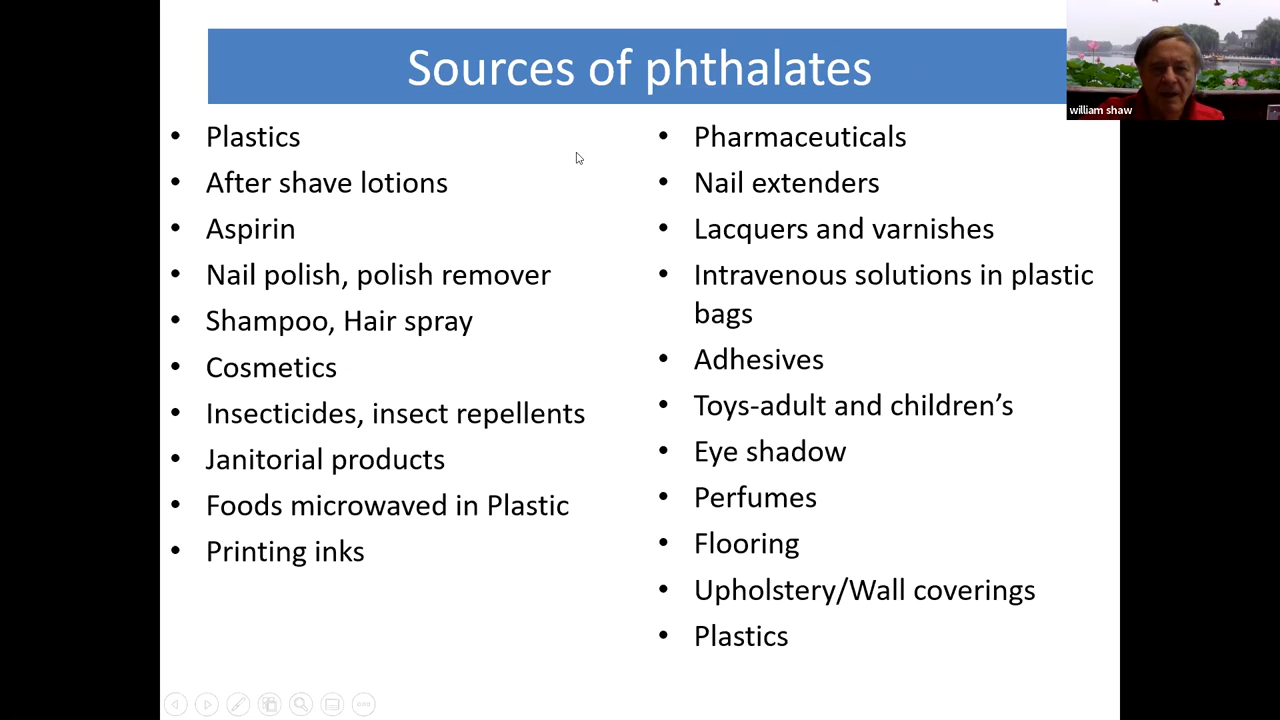 Sources of phthalates
william shaw
• Plastics
• After shave lotions
• Aspirin
• Nail polish, polish remover
• Shampoo, Hair spray
• Cosmetics
• Insecticides, insect repellents
• Janitorial products
• Foods microwaved in Plastic
• Printing inks
• Pharmaceuticals
• Nail extenders
• Lacquers and varnishes
• Intravenous solutions in plastic
bags
• Adhesives
• Toys-adult and children’s
• Eye shadow
• Perfumes
• Flooring
• Upholstery/Wall coverings
• Plastics